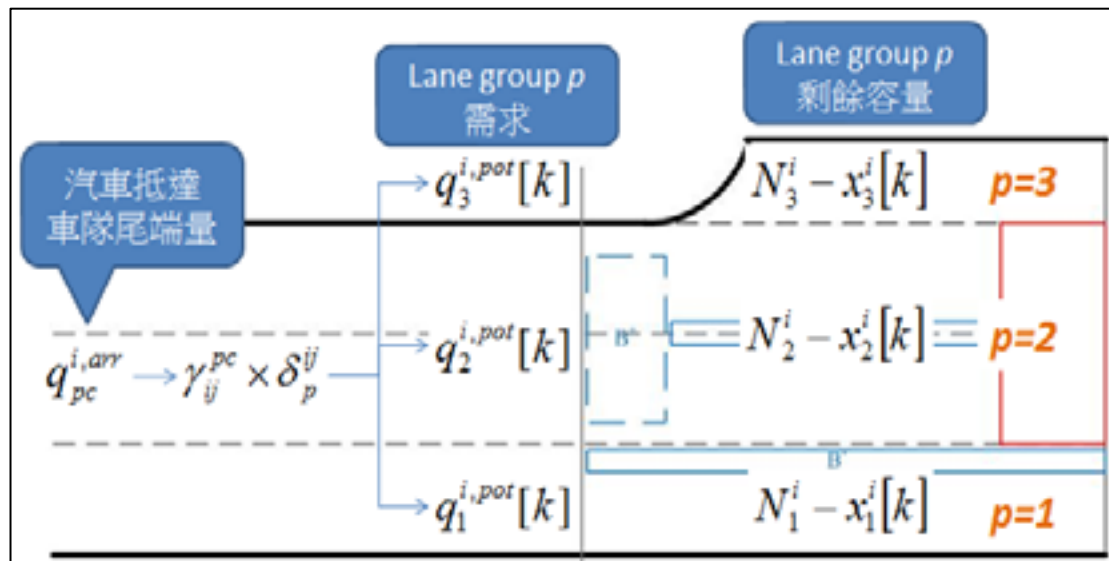 Lane group p
需求
Lane group p
剩餘容量
汽車抵達
車隊尾端量
q_3^{i,pot}[k]
N_3^i − x_3^i[k]
p=3
q_{pc}^{i,arr} → γ_{ij}^{pc} × δ_p^{ij}
q_2^{i,pot}[k]
B"
N_2^i − x_2^i[k]
p=2
B'
q_1^{i,pot}[k]
N_1^i − x_1^i[k]
p=1